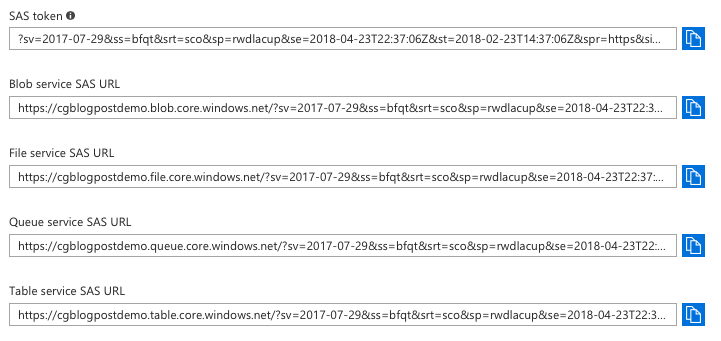 SAS token
?sv=2017-07-29&ss=bfqt&srt=sco&sp=rwdlacup&se=2018-04-23T22:37:06Z&st=2018-02-23T14:37:06Z&spr=https&si...
Blob service SAS URL
https://cgblogpostdemo.blob.core.windows.net/?sv=2017-07-29&ss=bfqt&srt=sco&sp=rwdlacup&se=2018-04-23T22:3...
File service SAS URL
https://cgblogpostdemo.file.core.windows.net/?sv=2017-07-29&ss=bfqt&srt=sco&sp=rwdlacup&se=2018-04-23T22:37:...
Queue service SAS URL
https://cgblogpostdemo.queue.core.windows.net/?sv=2017-07-29&ss=bfqt&srt=sco&sp=rwdlacup&se=2018-04-23T22:...
Table service SAS URL
https://cgblogpostdemo.table.core.windows.net/?sv=2017-07-29&ss=bfqt&srt=sco&sp=rwdlacup&se=2018-04-23T22:3...